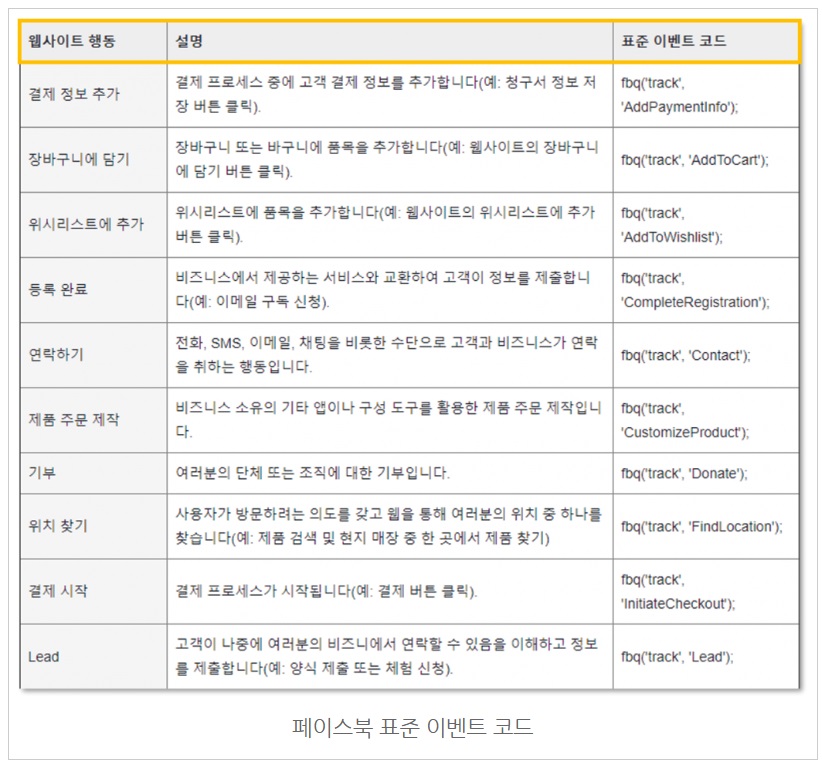 웹사이트 행동 설명 표준 이벤트 코드
결제 정보 추가
결제 프로세스 중에 고객 결제 정보를 추가합니다(예: 청구서 정보 저
장 버튼 클릭).
fbq('track',
'AddPaymentInfo');
장바구니에 담기
장바구니 또는 바구니에 품목을 추가합니다(예: 웹사이트의 장바구니
에 담기 버튼 클릭).
fbq('track', 'AddToCart');
위시리스트에 추가
위시리스트에 품목을 추가합니다(예: 웹사이트의 위시리스트에 추가
버튼 클릭).
fbq('track',
'AddToWishlist');
등록 완료
비즈니스에서 제공하는 서비스와 교환하여 고객이 정보를 제출합니
다(예: 이메일 구독 신청).
fbq('track',
'CompleteRegistration');
연락하기
전화, SMS, 이메일, 채팅을 비롯한 수단으로 고객과 비즈니스가 연락
을 취하는 행동입니다.
fbq('track', 'Contact');
제품 주문 제작
비즈니스 소유의 기타 앱이나 구성 도구를 활용한 제품 주문 제작입니
다.
fbq('track',
'CustomizeProduct');
기부
여러분의 단체 또는 조직에 대한 기부입니다.
fbq('track', 'Donate');
위치 찾기
사용자가 방문하려는 의도를 갖고 웹을 통해 여러분의 위치 중 하나를
찾습니다(예: 제품 검색 및 현지 매장 중 한 곳에서 제품 찾기)
fbq('track', 'FindLocation');
결제 시작
결제 프로세스가 시작됩니다(예: 결제 버튼 클릭).
fbq('track',
'InitiateCheckout');
Lead
고객이 나중에 여러분의 비즈니에서 연락할 수 있음을 이해하고 정보
를 제출합니다(예: 양식 제출 또는 체험 신청).
fbq('track', 'Lead');
페이스북 표준 이벤트 코드